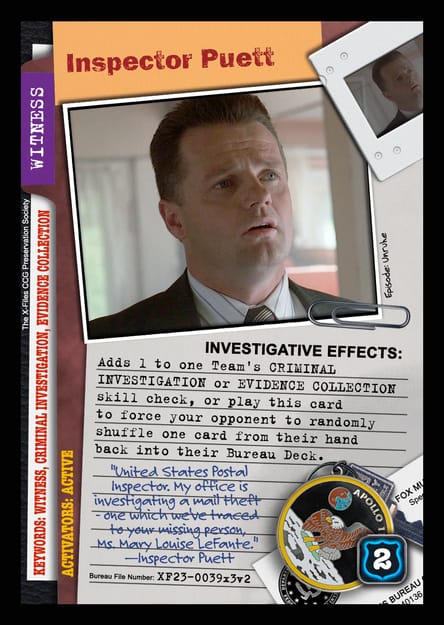 Inspector Puett
WITNESS
The X-Files CCG Preservation Society
KEYWORDS: WITNESS, CRIMINAL INVESTIGATION, EVIDENCE COLLECTION
ACTIVATORS: ACTIVE
Episode: Unruhe
INVESTIGATIVE EFFECTS:
Adds 1 to one Team's CRIMINAL
INVESTIGATION or EVIDENCE COLLECTION
skill check, or play this card
to force your opponent to randomly
shuffle one card from their hand
back into their Bureau Deck.
"United States Postal
Inspector. My office is
investigating a mail theft
- one which we've traced
to your missing person,
Ms. Mary Louise LeFante."
—Inspector Puett
Bureau File Number: XF23-0039x3v2
APOLLO
2
FOX MU
Spe
S BUREAU
40136